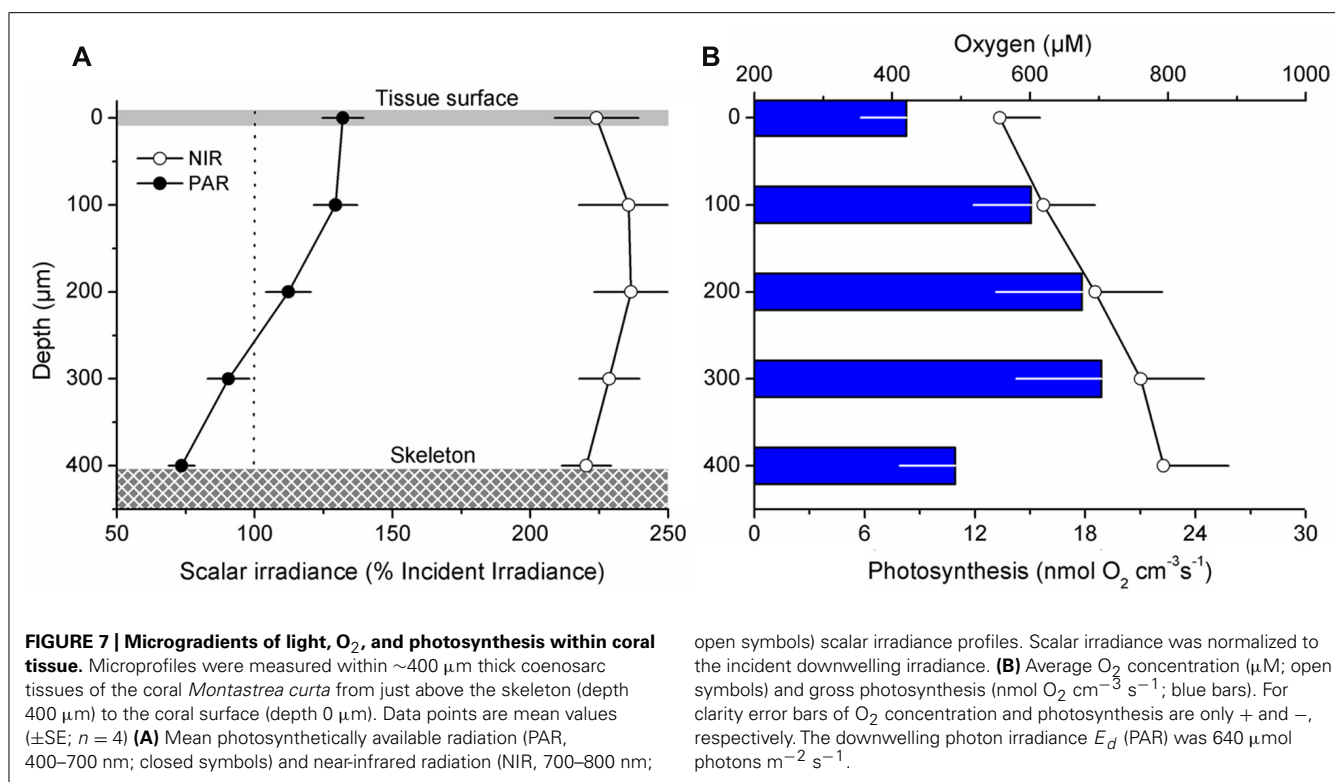 A
Tissue surface
0
100
200
300
400
Depth (µm)
NIR
PAR
Skeleton
50 100 150 200 250
Scalar irradiance (% Incident Irradiance)
B
Oxygen (µM)
200 400 600 800 1000
0
100
200
300
400
0 6 12 18 24 30
Photosynthesis (nmol O2 cm-3s-1)
FIGURE 7 | Microgradients of light, O2, and photosynthesis within coral
tissue. Microprofiles were measured within ∼400 µm thick coenosarc
tissues of the coral Montastrea curta from just above the skeleton (depth
400 µm) to the coral surface (depth 0 µm). Data points are mean values
(±SE; n = 4) (A) Mean photosynthetically available radiation (PAR,
400–700 nm; closed symbols) and near-infrared radiation (NIR, 700–800 nm;
open symbols) scalar irradiance profiles. Scalar irradiance was normalized to
the incident downwelling irradiance. (B) Average O2 concentration (µM; open
symbols) and gross photosynthesis (nmol O2 cm−3 s−1; blue bars). For
clarity error bars of O2 concentration and photosynthesis are only + and −,
respectively. The downwelling photon irradiance Ed (PAR) was 640 µmol
photons m−2 s−1.